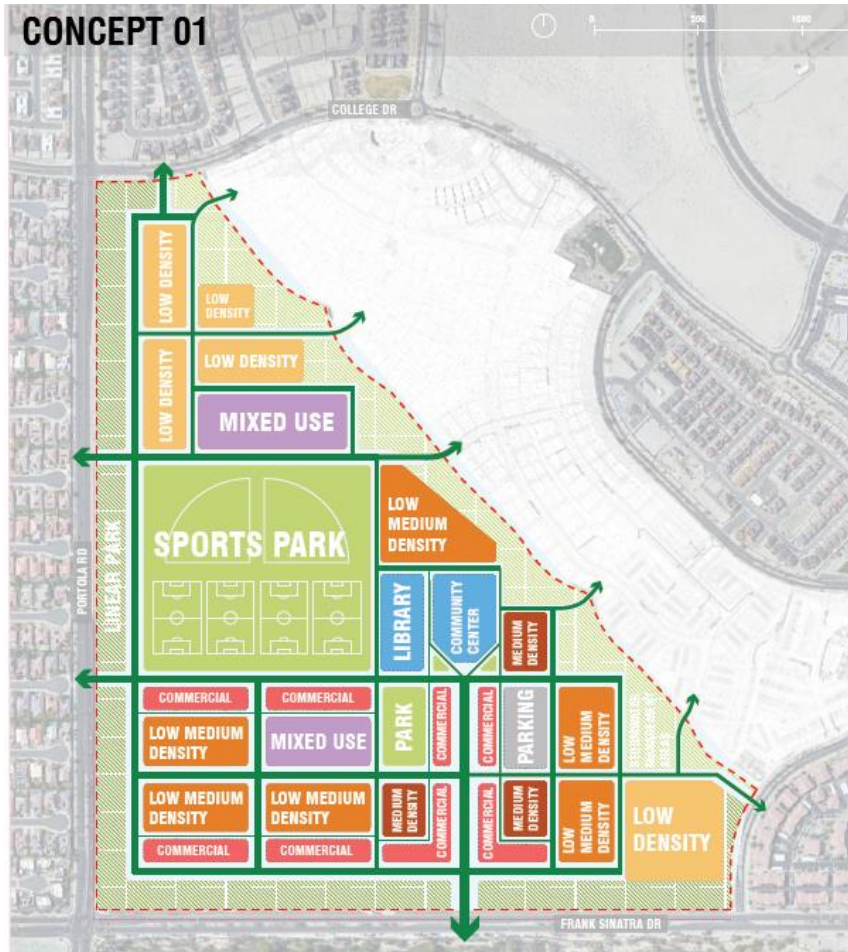 CONCEPT 01
0
500
1000
COLLEGE DR
LOW DENSITY
LOW
DENSITY
LOW DENSITY
LOW DENSITY
MIXED USE
LINEAR PARK
PORTOLA RD
SPORTS PARK
LOW
MEDIUM
DENSITY
LIBRARY
COMMUNITY
CENTER
MEDIUM
DENSITY
COMMERCIAL
COMMERCIAL
LOW MEDIUM
DENSITY
MIXED USE
PARK
COMMERCIAL
COMMERCIAL
PARKING
LOW
MEDIUM
DENSITY
LOW MEDIUM
DENSITY
LOW MEDIUM
DENSITY
MEDIUM
DENSITY
COMMERCIAL
COMMERCIAL
MEDIUM
DENSITY
LOW
MEDIUM
DENSITY
LOW
DENSITY
COMMERCIAL
COMMERCIAL
FRANK SINATRA DR